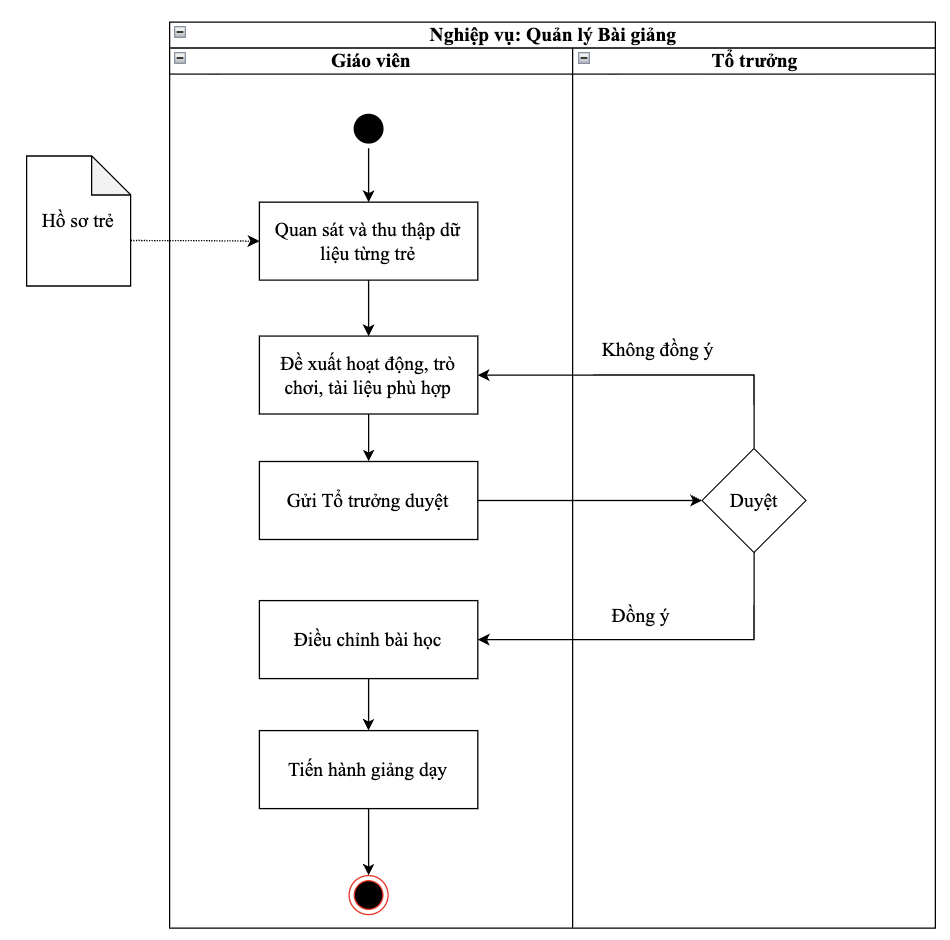 Nghiệp vụ: Quản lý Bài giảng
Giáo viên
Tổ trưởng
Hồ sơ trẻ
Quan sát và thu thập dữ
liệu từng trẻ
Đề xuất hoạt động, trò
chơi, tài liệu phù hợp
Không đồng ý
Gửi Tổ trưởng duyệt
Duyệt
Đồng ý
Điều chỉnh bài học
Tiến hành giảng dạy